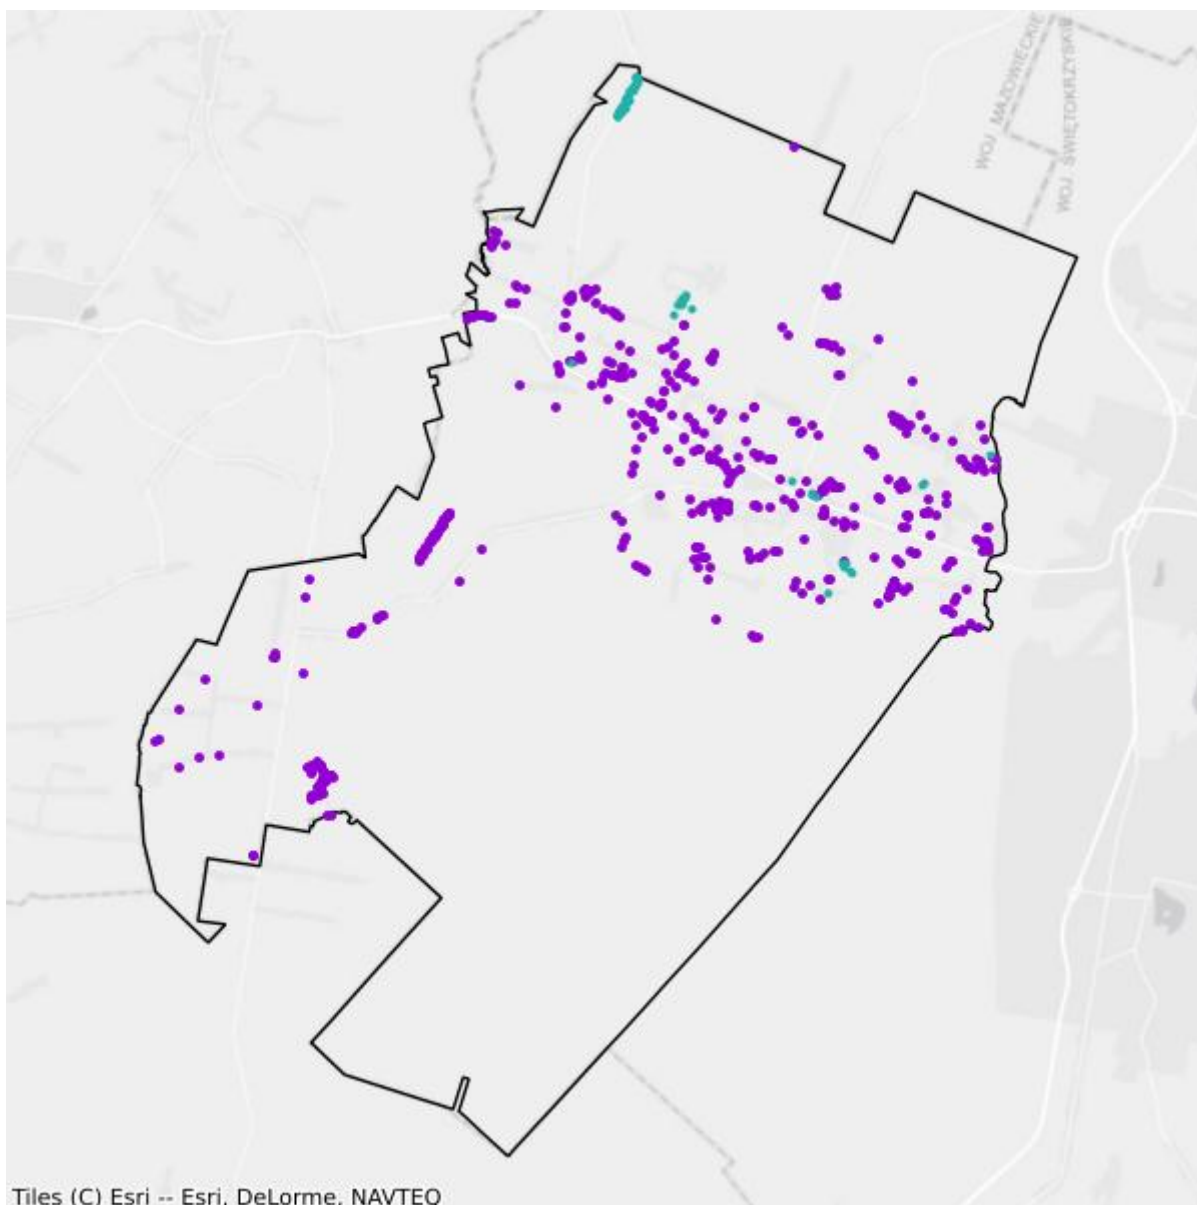 WOJ. MAZOWIECKIE
WOJ. ŚWIĘTOKRZYSKIE
Tiles (C) Esri -- Esri, DeLorme, NAVTEQ